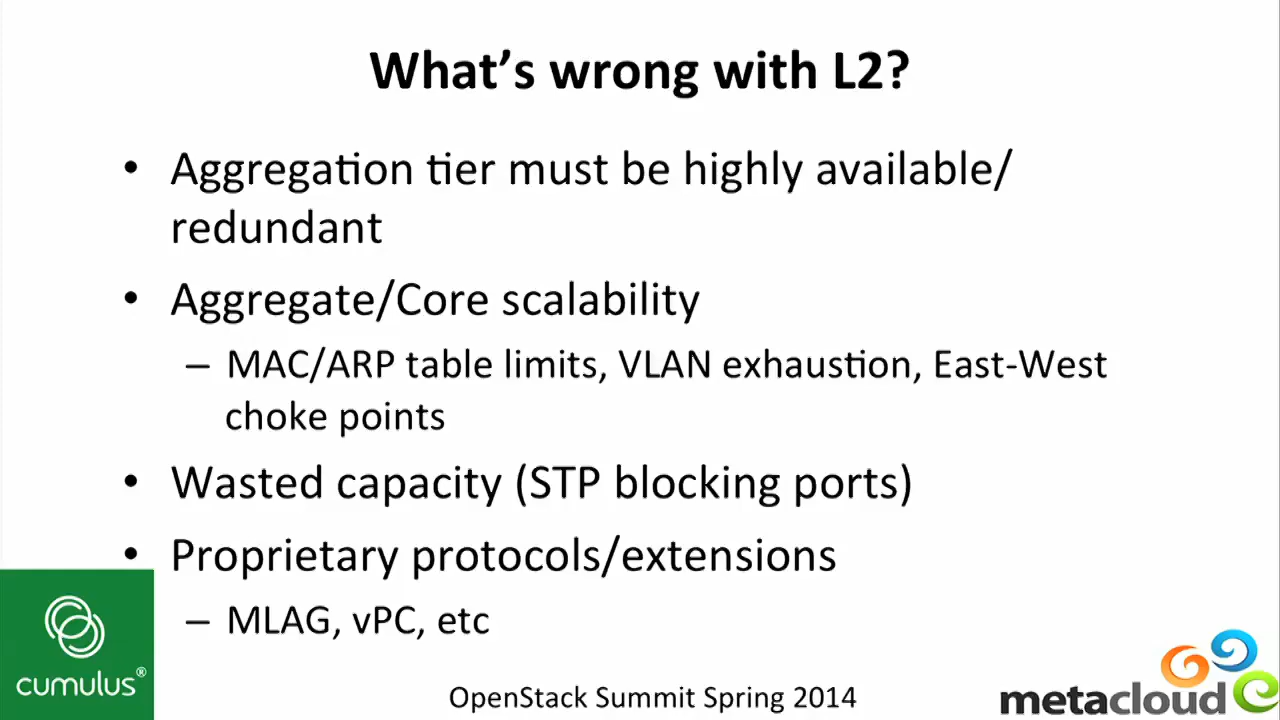 What's wrong with L2?
• Aggregation tier must be highly available/
redundant
• Aggregate/Core scalability
– MAC/ARP table limits, VLAN exhaustion, East-West
choke points
• Wasted capacity (STP blocking ports)
• Proprietary protocols/extensions
– MLAG, vPC, etc
cumulus®
OpenStack Summit Spring 2014
metacloud